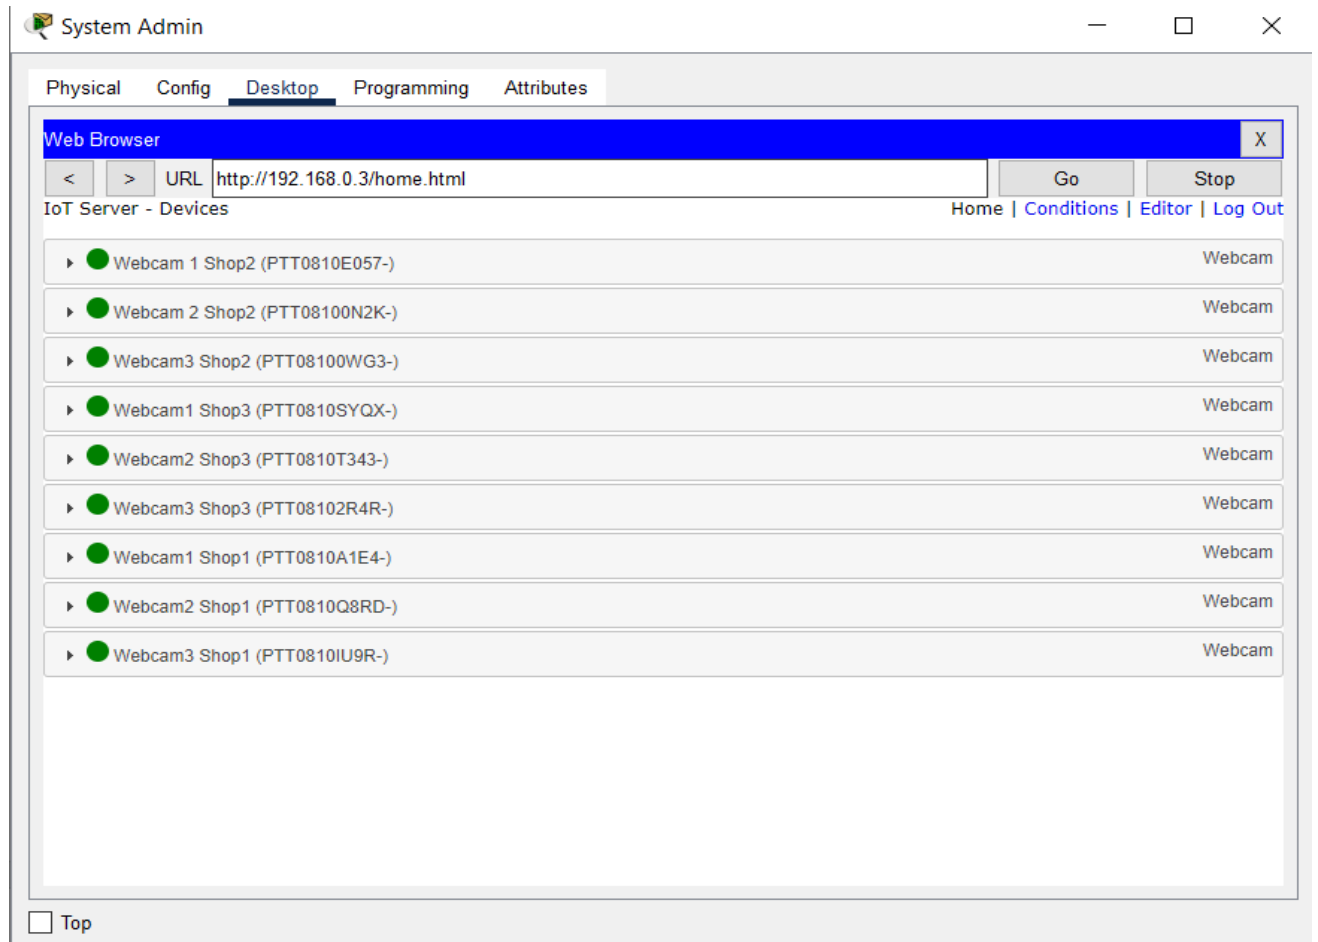 System Admin
Physical Config Desktop Programming Attributes
Web Browser X
< > URL http://192.168.0.3/home.html Go Stop
IoT Server - Devices Home | Conditions | Editor | Log Out
Webcam 1 Shop2 (PTT0810E057-) Webcam
Webcam 2 Shop2 (PTT08100N2K-) Webcam
Webcam3 Shop2 (PTT08100WG3-) Webcam
Webcam1 Shop3 (PTT0810SYQX-) Webcam
Webcam2 Shop3 (PTT0810T343-) Webcam
Webcam3 Shop3 (PTT08102R4R-) Webcam
Webcam1 Shop1 (PTT0810A1E4-) Webcam
Webcam2 Shop1 (PTT0810Q8RD-) Webcam
Webcam3 Shop1 (PTT0810IU9R-) Webcam
Top